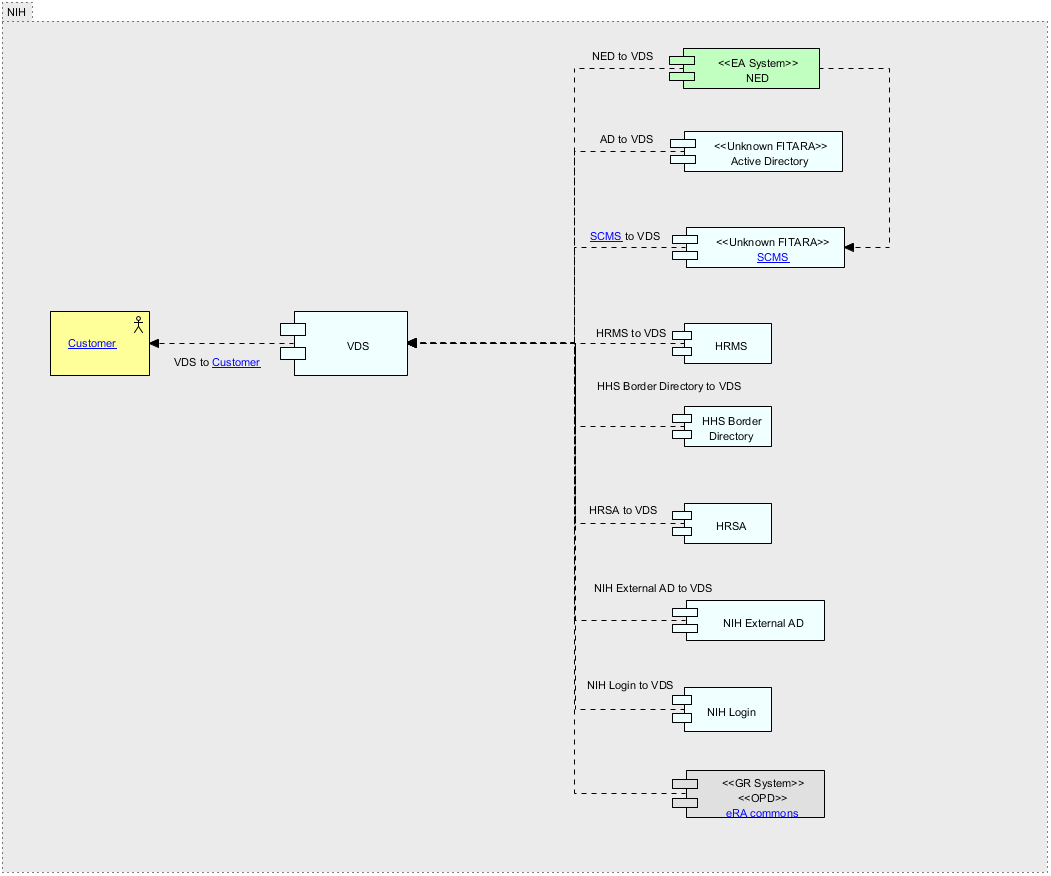 NIH
NED to VDS
<<EA System>>
NED
AD to VDS
<<Unknown FITARA>>
Active Directory
SCMS to VDS
<<Unknown FITARA>>
SCMS
Customer
VDS to Customer
VDS
HRMS to VDS
HRMS
HHS Border Directory to VDS
HHS Border
Directory
HRSA to VDS
HRSA
NIH External AD to VDS
NIH External AD
NIH Login to VDS
NIH Login
<<GR System>>
<<OPD>>
eRA commons